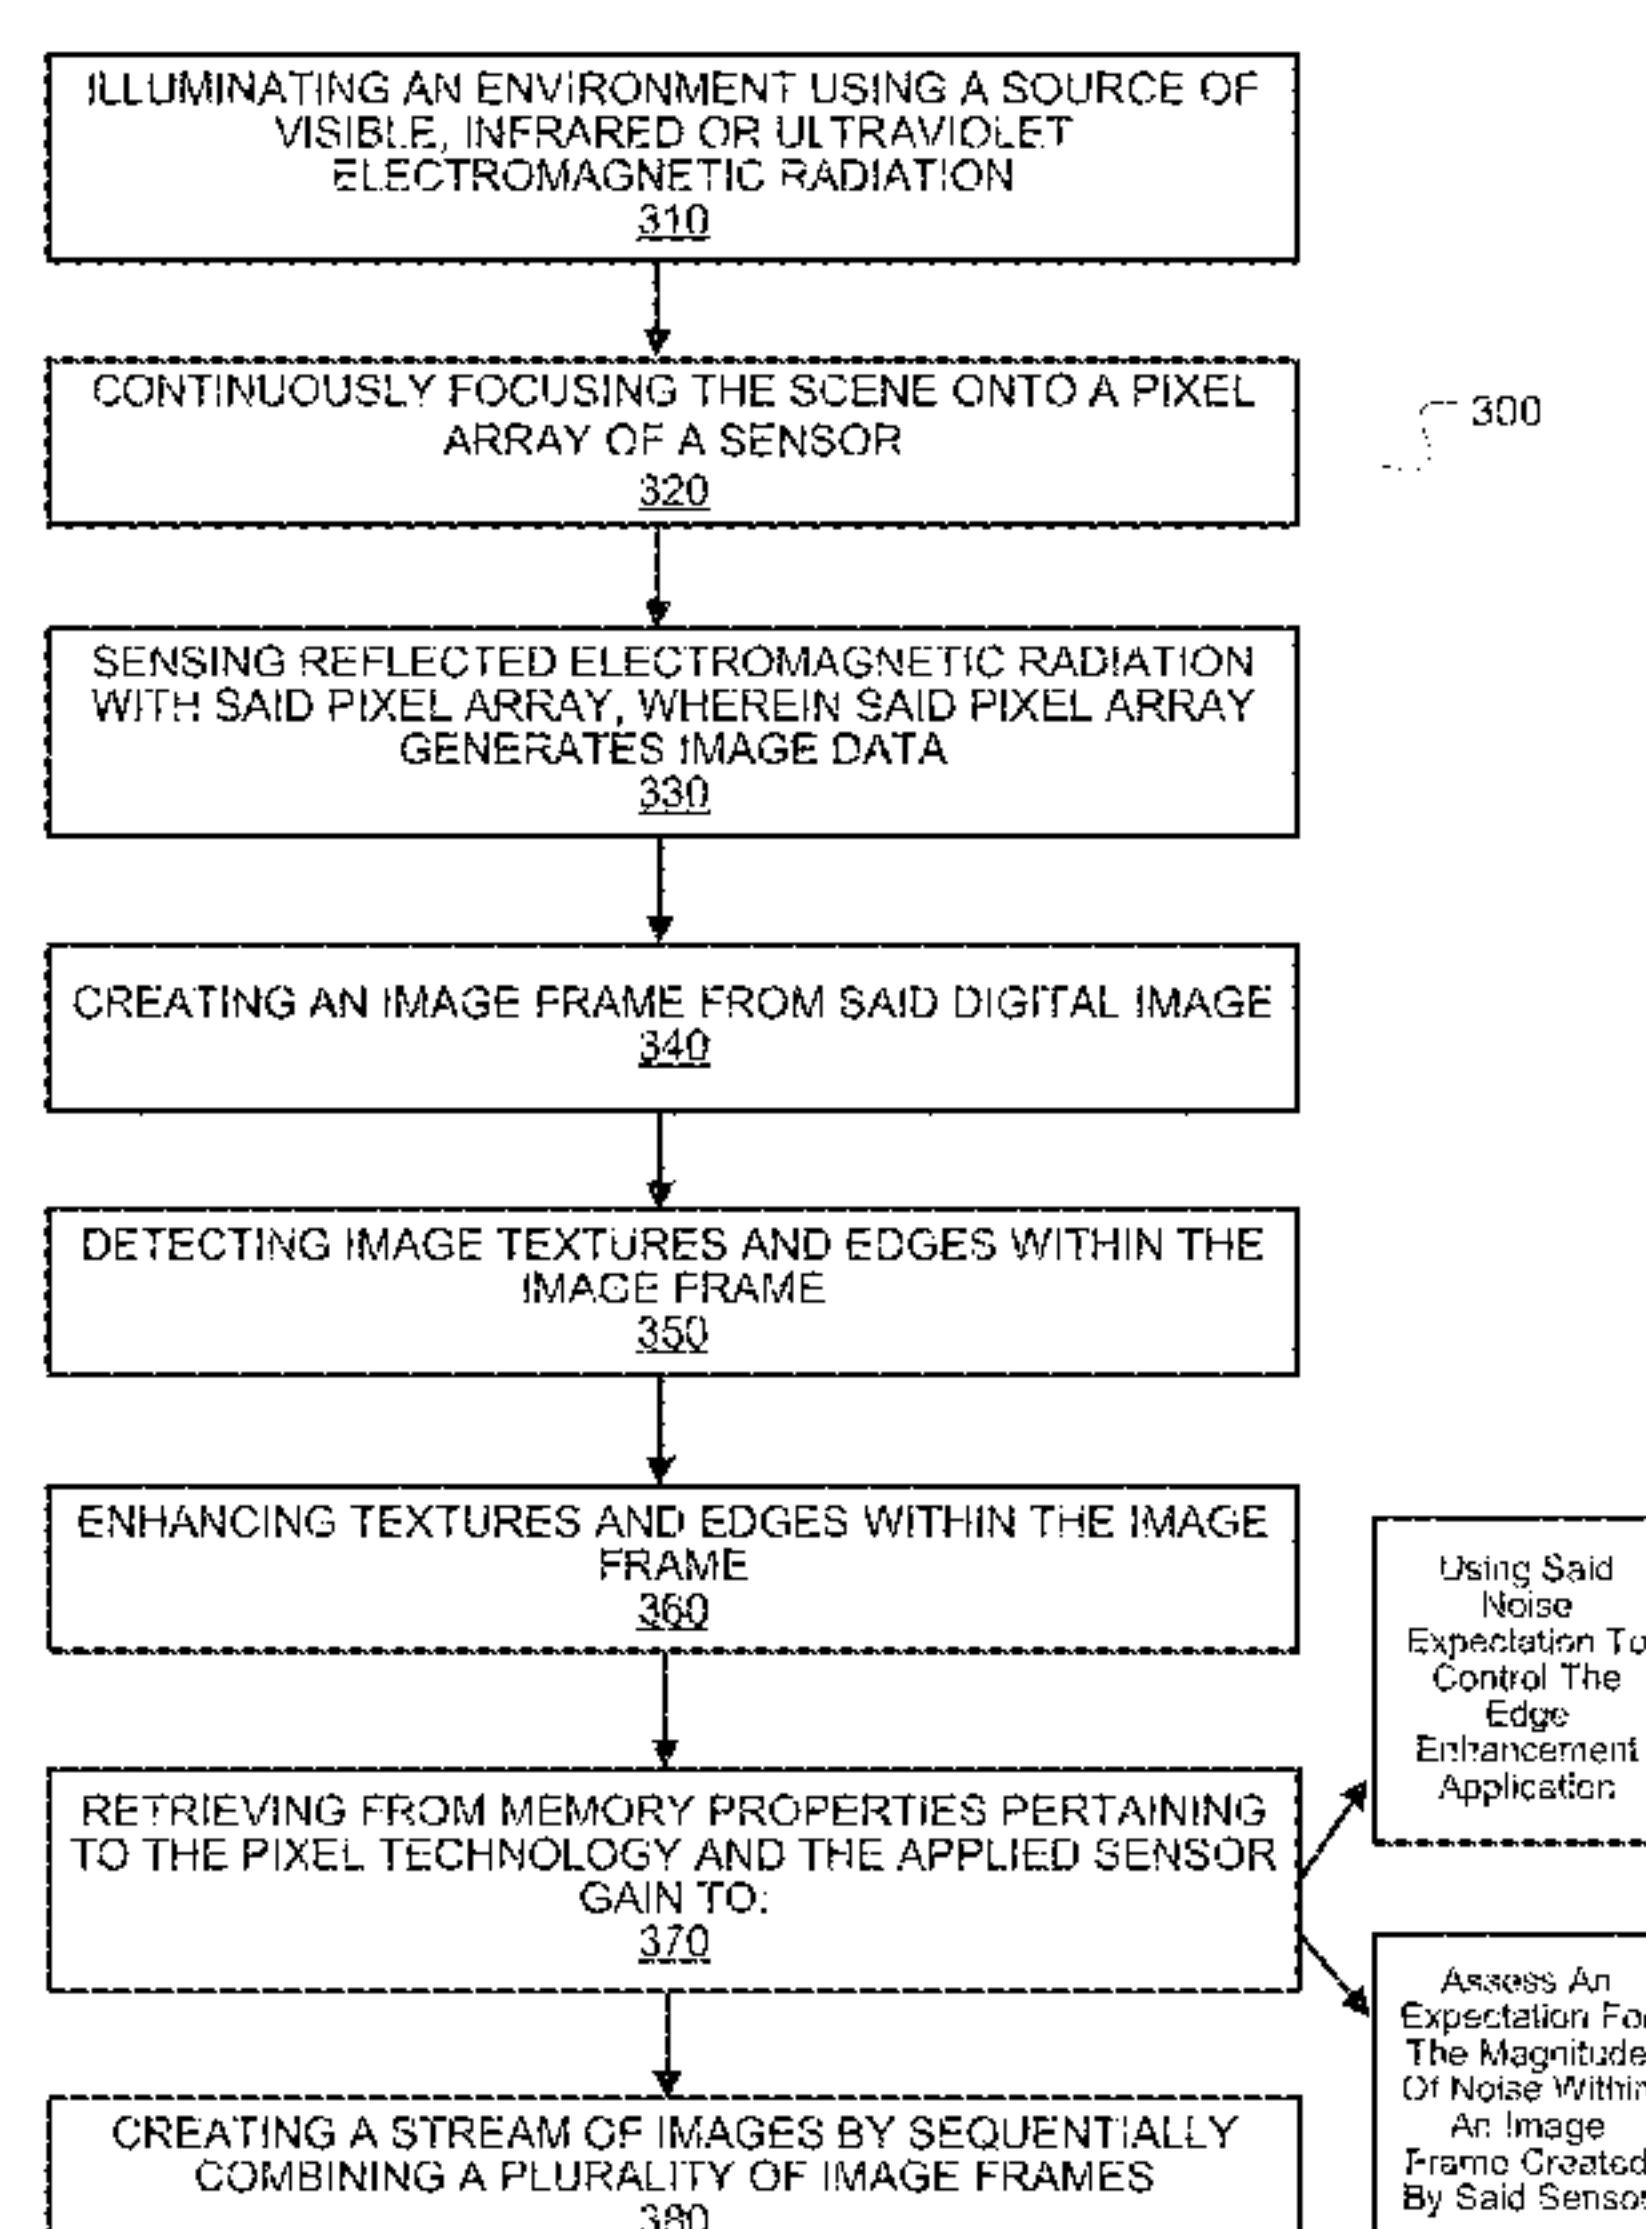 ILLUMINATING AN ENVIRONMENT USING A SOURCE OF
VISIBLE, INFRARED OR ULTRAVIOLET
ELECTROMAGNETIC RADIATION
310
CONTINUOUSLY FOCUSING THE SCENE ONTO A PIXEL
ARRAY OF A SENSOR
320
300
SENSING REFLECTED ELECTROMAGNETIC RADIATION
WITH SAID PIXEL ARRAY, WHEREIN SAID PIXEL ARRAY
GENERATES IMAGE DATA
330
CREATING AN IMAGE FRAME FROM SAID DIGITAL IMAGE
340
DETECTING IMAGE TEXTURES AND EDGES WITHIN THE
IMAGE FRAME
350
ENHANCING TEXTURES AND EDGES WITHIN THE IMAGE
FRAME
360
Using Said
Noise
Expectation To
Control The
Edge
Enhancement
Application
RETRIEVING FROM MEMORY PROPERTIES PERTAINING
TO THE PIXEL TECHNOLOGY AND THE APPLIED SENSOR
GAIN TO:
370
Assess An
Expectation For
The Magnitude
Of Noise Within
An Image
Frame Created
By Said Sensor
CREATING A STREAM OF IMAGES BY SEQUENTIALLY
COMBINING A PLURALITY OF IMAGE FRAMES
380